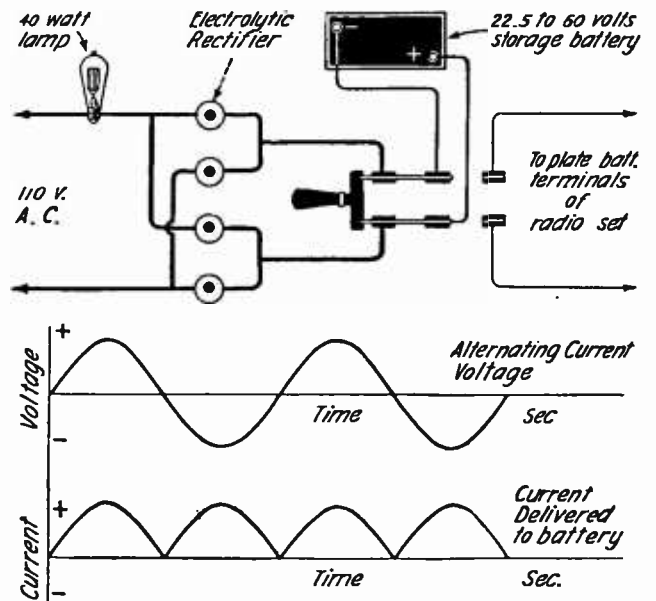 40 watt
lamp
Electrolytic
Rectifier
22.5 to 60 volts
storage battery
-
+
110 V.
A. C.
To plate batt.
terminals
of
radio set
+
Voltage
-
Alternating Current
Voltage
Time
Sec
+
Current
-
Current
Delivered
to battery
Time
Sec.